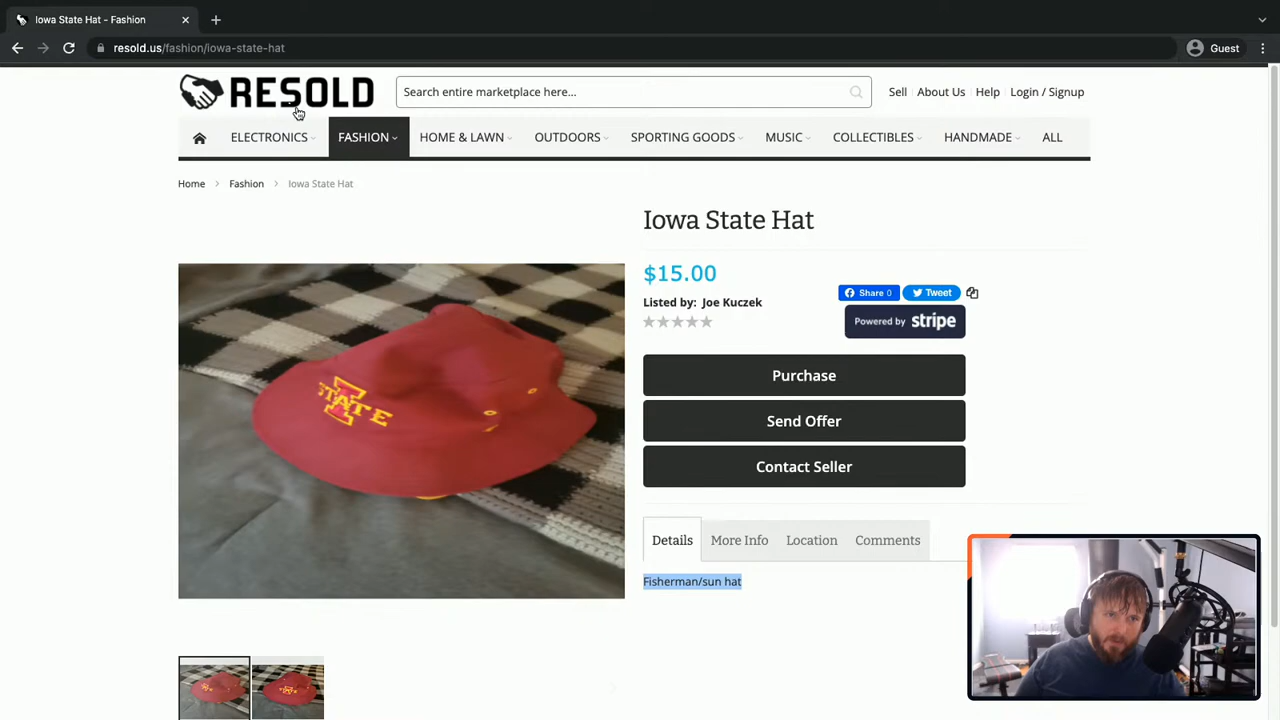 Iowa State Hat - Fashion
resold.us/fashion/iowa-state-hat
Guest
RESOLD
Search entire marketplace here...
Sell
About Us
Help
Login / Signup
ELECTRONICS
FASHION
HOME & LAWN
OUTDOORS
SPORTING GOODS
MUSIC
COLLECTIBLES
HANDMADE
ALL
Home > Fashion > Iowa State Hat
Iowa State Hat
$15.00
Listed by: Joe Kuczek
Share 0
Tweet
Powered by stripe
Purchase
Send Offer
Contact Seller
Details
More Info
Location
Comments
Fisherman/sun hat
STATE